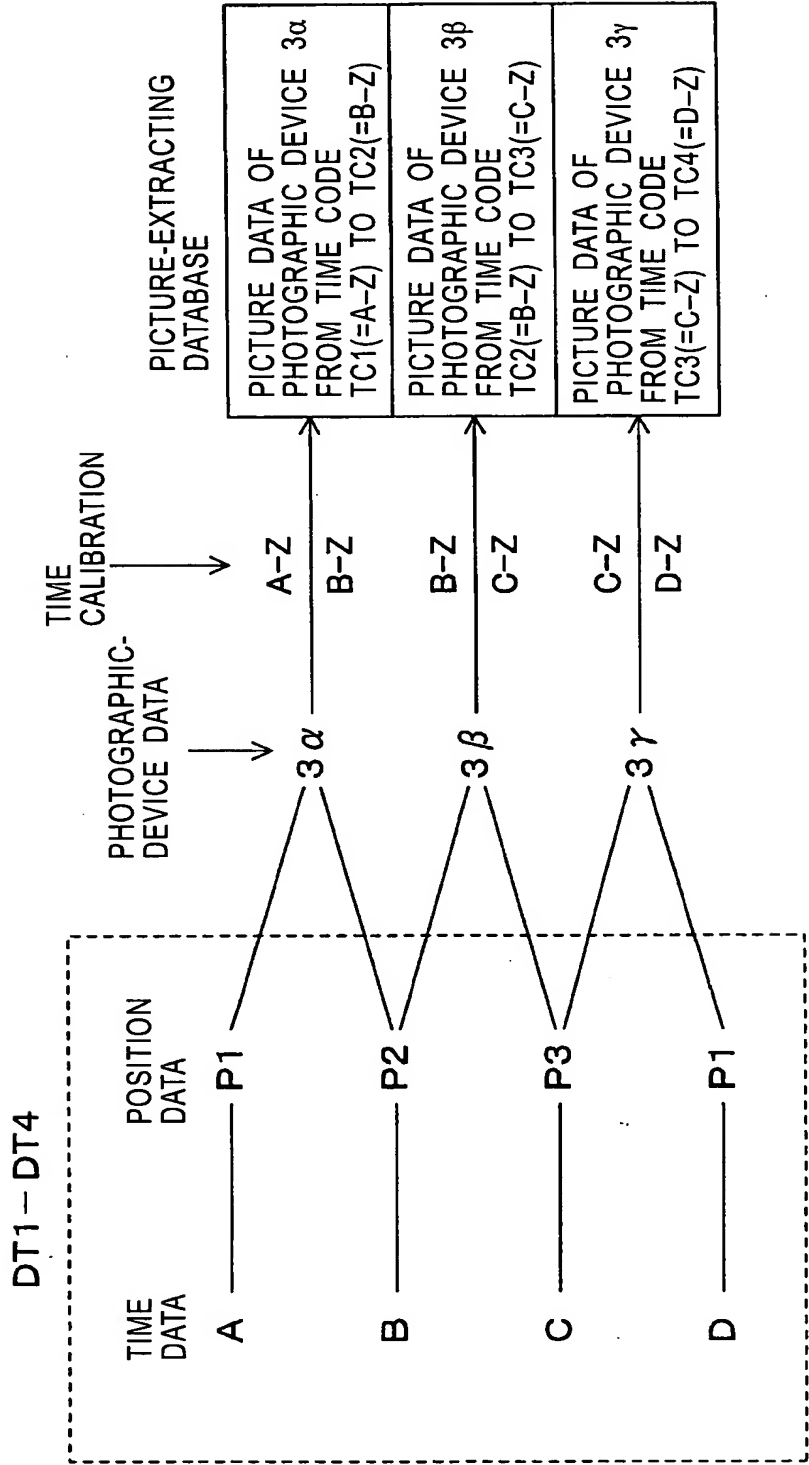 DT1–DT4
TIME
DATA
POSITION
DATA
PHOTOGRAPHIC-
DEVICE DATA
TIME
CALIBRATION
PICTURE-EXTRACTING
DATABASE
A
P1
B
P2
C
P3
D
P1
3α
3β
3γ
A–Z
B–Z
B–Z
C–Z
C–Z
D–Z
PICTURE DATA OF
PHOTOGRAPHIC DEVICE 3α
FROM TIME CODE
TC1(=A–Z) TO TC2(=B–Z)
PICTURE DATA OF
PHOTOGRAPHIC DEVICE 3β
FROM TIME CODE
TC2(=B–Z) TO TC3(=C–Z)
PICTURE DATA OF
PHOTOGRAPHIC DEVICE 3γ
FROM TIME CODE
TC3(=C–Z) TO TC4(=D–Z)